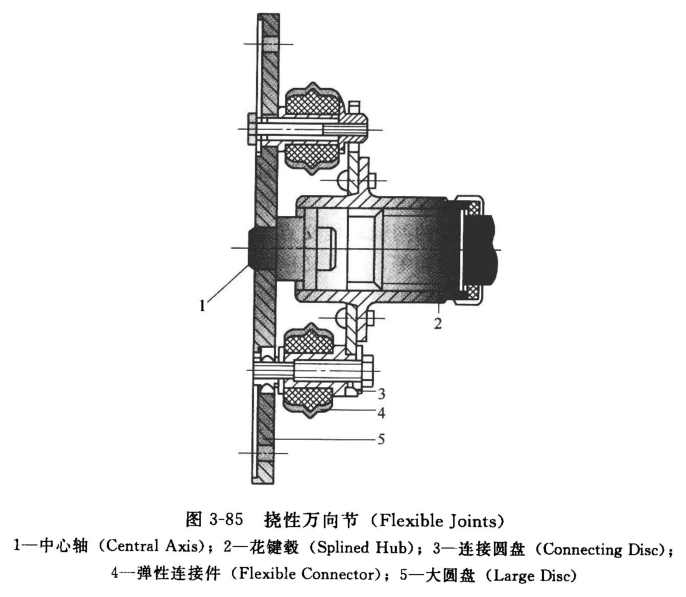 1
2
3
4
5
图 3-85 挠性万向节（Flexible Joints）
1—中心轴（Central Axis）；2—花键毂（Splined Hub）；3—连接圆盘（Connecting Disc）；
4—弹性连接件（Flexible Connector）；5—大圆盘（Large Disc）